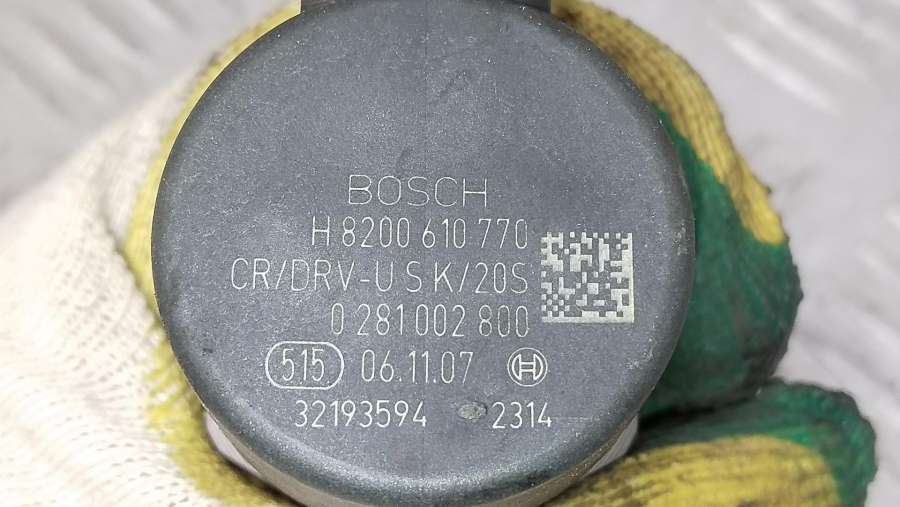 BOSCH
H 8200 610 770
CR/DRV-U S K/20S
0 281 002 800
515 06.11.07 H
32193594 2314